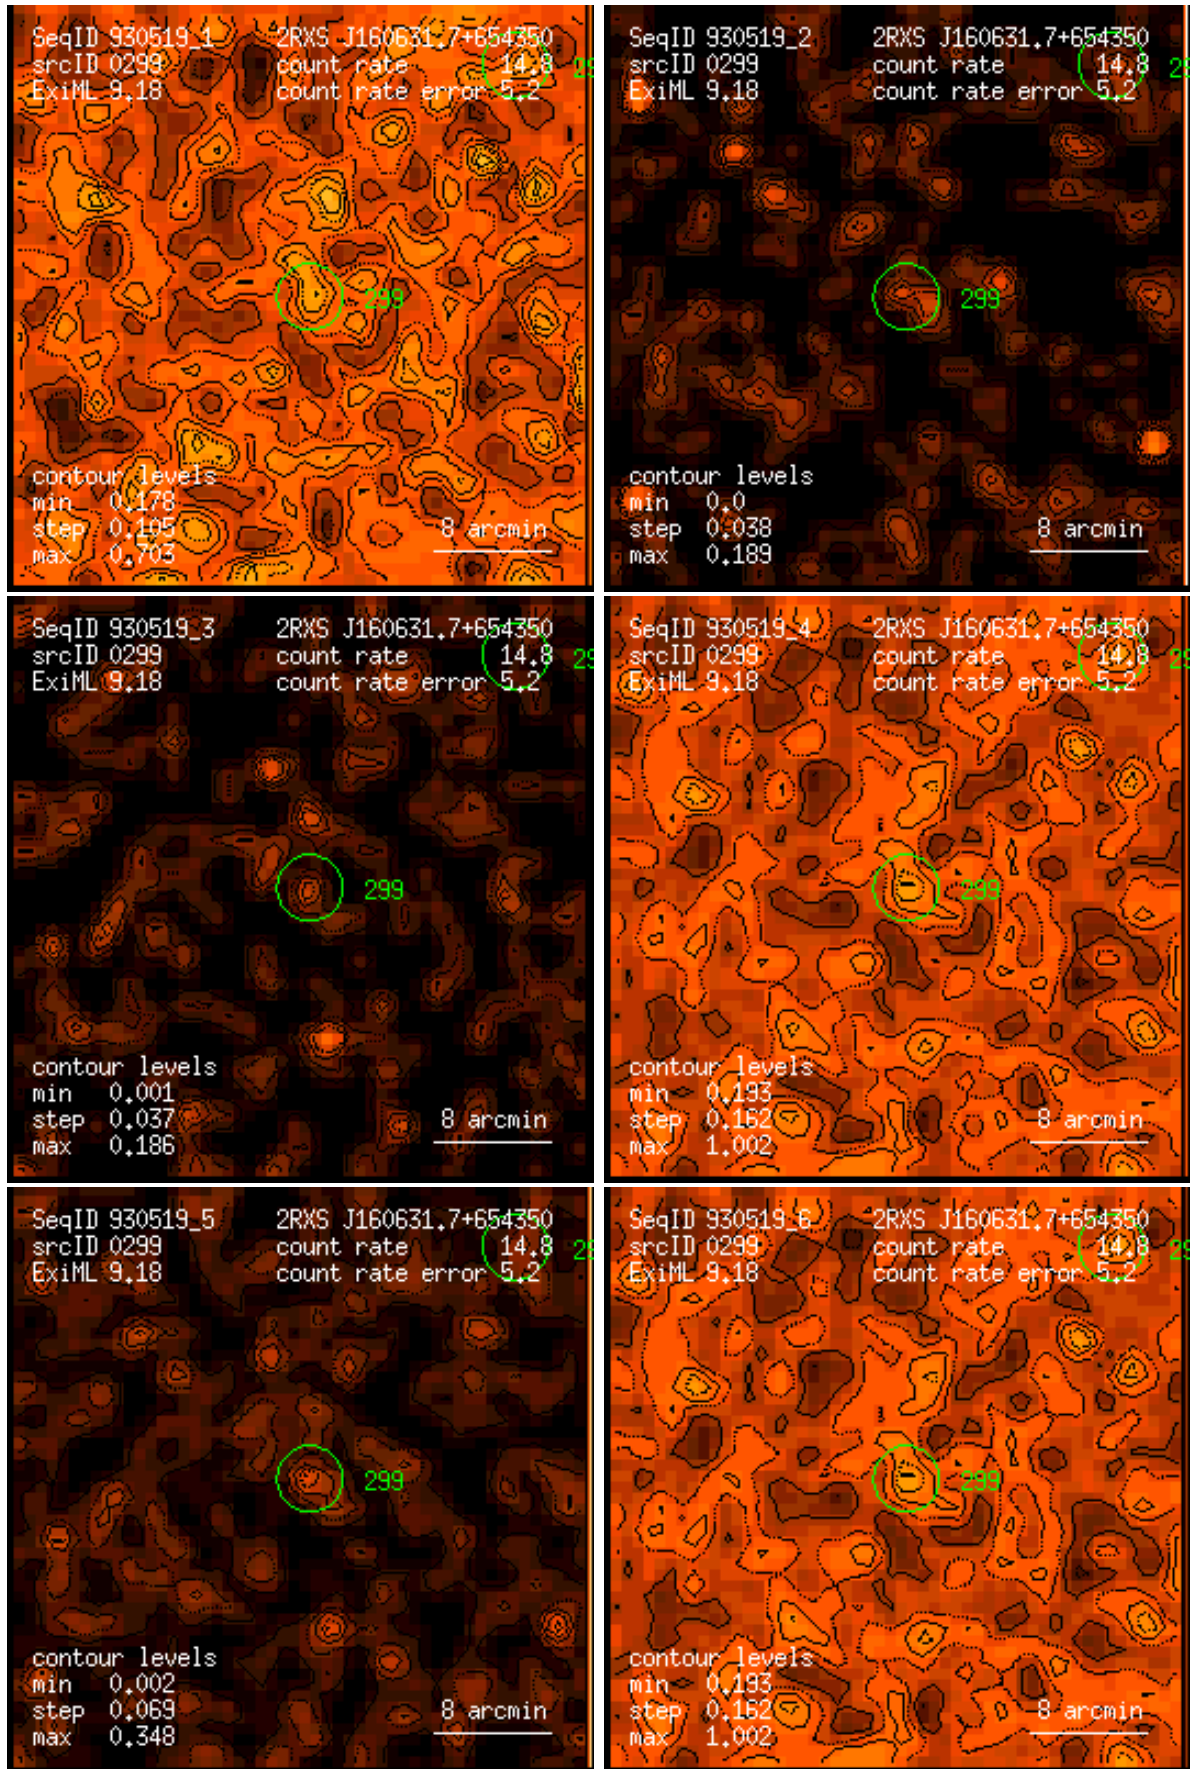 SeqID 930519_1 2RXS J160631.7+654350
srcID 0299 count rate 14.8
ExiML 9.18 count rate error 5.2
299
contour levels
min 0.178
step 0.105
max 0.703
8 arcmin
SeqID 930519_2 2RXS J160631.7+654350
srcID 0299 count rate 14.8
ExiML 9.18 count rate error 5.2
299
contour levels
min 0.0
step 0.038
max 0.189
8 arcmin
SeqID 930519_3 2RXS J160631.7+654350
srcID 0299 count rate 14.8
ExiML 9.18 count rate error 5.2
299
contour levels
min 0.001
step 0.037
max 0.186
8 arcmin
SeqID 930519_4 2RXS J160631.7+654350
srcID 0299 count rate 14.8
ExiML 9.18 count rate error 5.2
299
contour levels
min 0.193
step 0.162
max 1.002
8 arcmin
SeqID 930519_5 2RXS J160631.7+654350
srcID 0299 count rate 14.8
ExiML 9.18 count rate error 5.2
299
contour levels
min 0.002
step 0.069
max 0.348
8 arcmin
SeqID 930519_6 2RXS J160631.7+654350
srcID 0299 count rate 14.8
ExiML 9.18 count rate error 5.2
299
contour levels
min 0.193
step 0.162
max 1.002
8 arcmin